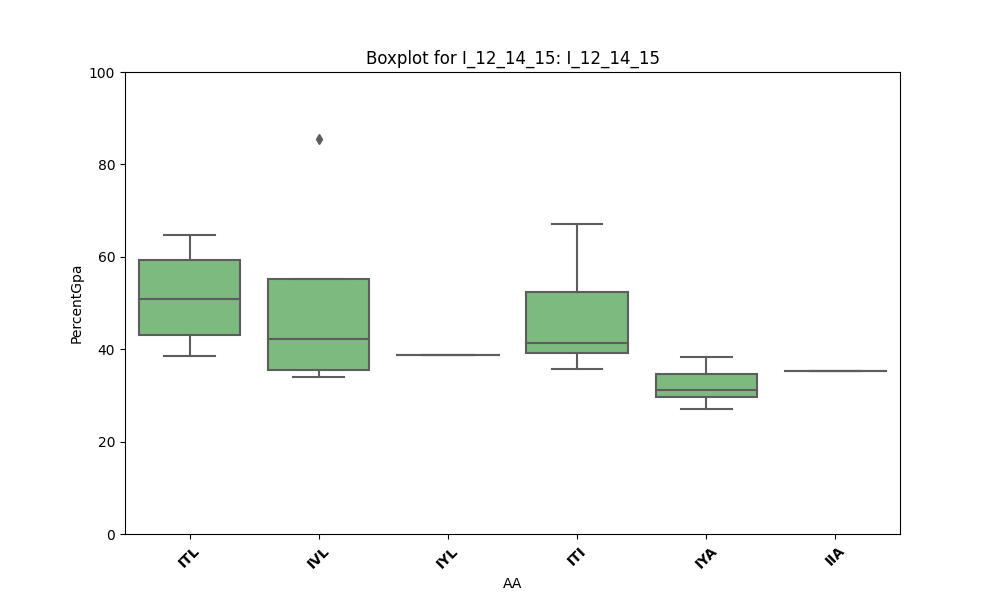 Boxplot for I_12_14_15: I_12_14_15
100
80
60
40
20
0
PercentGpa
ITL
IVL
IYL
ITI
IYA
IIA
AA